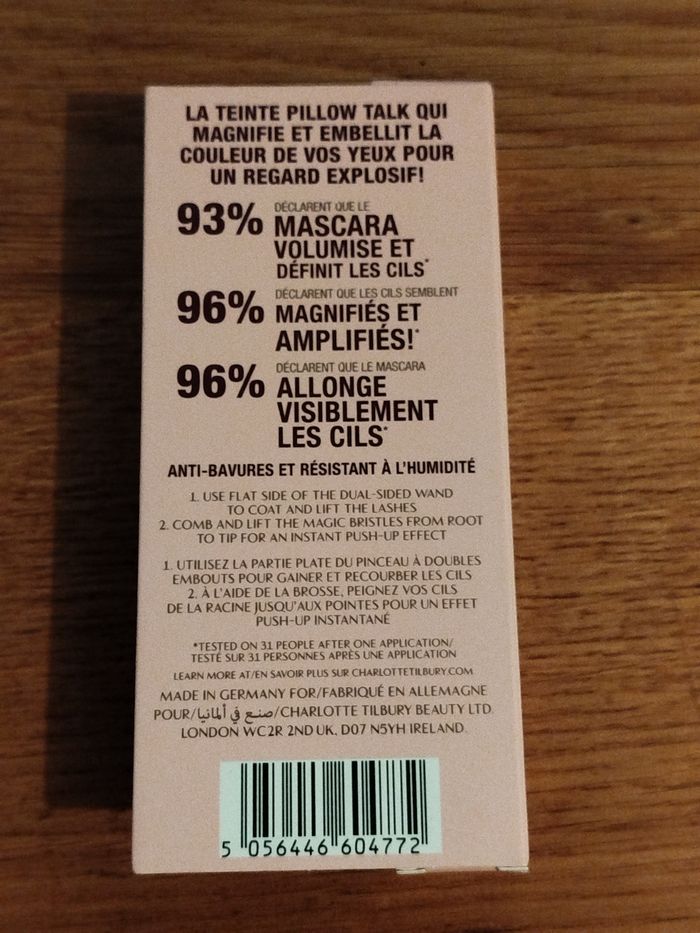 LA TEINTE PILLOW TALK QUI
MAGNIFIE ET EMBELLIT LA
COULEUR DE VOS YEUX POUR
UN REGARD EXPLOSIF!
93% DÉCLARENT QUE LE
MASCARA
VOLUMISE ET
DÉFINIT LES CILS*
96% DÉCLARENT QUE LES CILS SEMBLENT
MAGNIFIÉS ET
AMPLIFIÉS!*
96% DÉCLARENT QUE LE MASCARA
ALLONGE
VISIBLEMENT
LES CILS*
ANTI-BAVURES ET RÉSISTANT À L'HUMIDITÉ
1. USE FLAT SIDE OF THE DUAL-SIDED WAND
TO COAT AND LIFT THE LASHES
2. COMB AND LIFT THE MAGIC BRISTLES FROM ROOT
TO TIP FOR AN INSTANT PUSH-UP EFFECT
1. UTILISEZ LA PARTIE PLATE DU PINCEAU À DOUBLES
EMBOUTS POUR GAINER ET RECOURBER LES CILS
2. À L'AIDE DE LA BROSSE, PEIGNEZ VOS CILS
DE LA RACINE JUSQU'AUX POINTES POUR UN EFFET
PUSH-UP INSTANTANÉ
*TESTED ON 31 PEOPLE AFTER ONE APPLICATION/
TESTÉ SUR 31 PERSONNES APRÈS UNE APPLICATION
LEARN MORE AT/EN SAVOIR PLUS SUR CHARLOTTETILBURY.COM
MADE IN GERMANY FOR/FABRIQUÉ EN ALLEMAGNE
POUR/صنع في ألمانيا/CHARLOTTE TILBURY BEAUTY LTD
LONDON WC2R 2ND UK, D07 N5YH IRELAND.
5 056446 604772